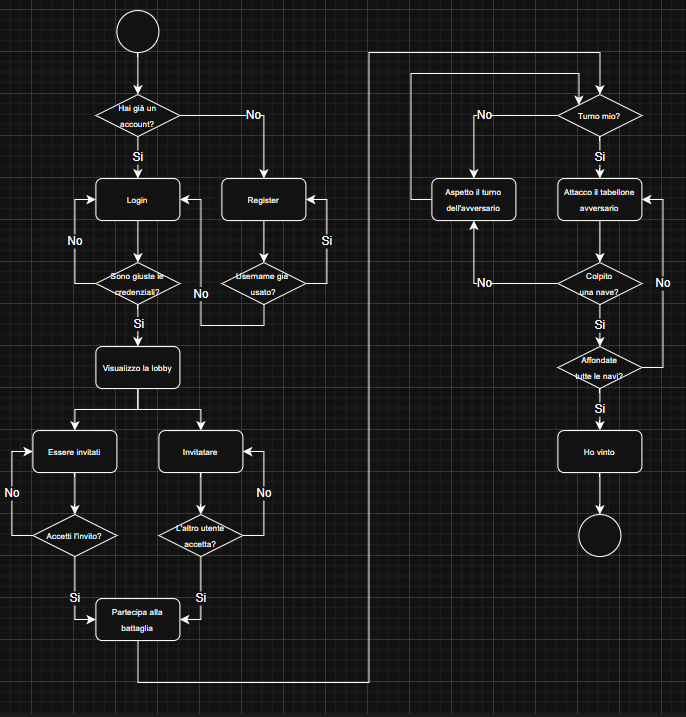 Hai già un
account?
No
Si
Login
Register
No
Si
Sono giuste le
credenziali?
Username già
usato?
No
Si
Visualizzo la lobby
Essere invitati
Invitatare
No
No
Accetti l'invito?
L'altro utente
accetta?
Si
Si
Partecipa alla
battaglia
Turno mio?
No
Si
Aspetto il turno
dell'avversario
Attacco il tabellone
avversario
No
Colpito
una nave?
No
Si
Affondate
tutte le navi?
Si
Ho vinto